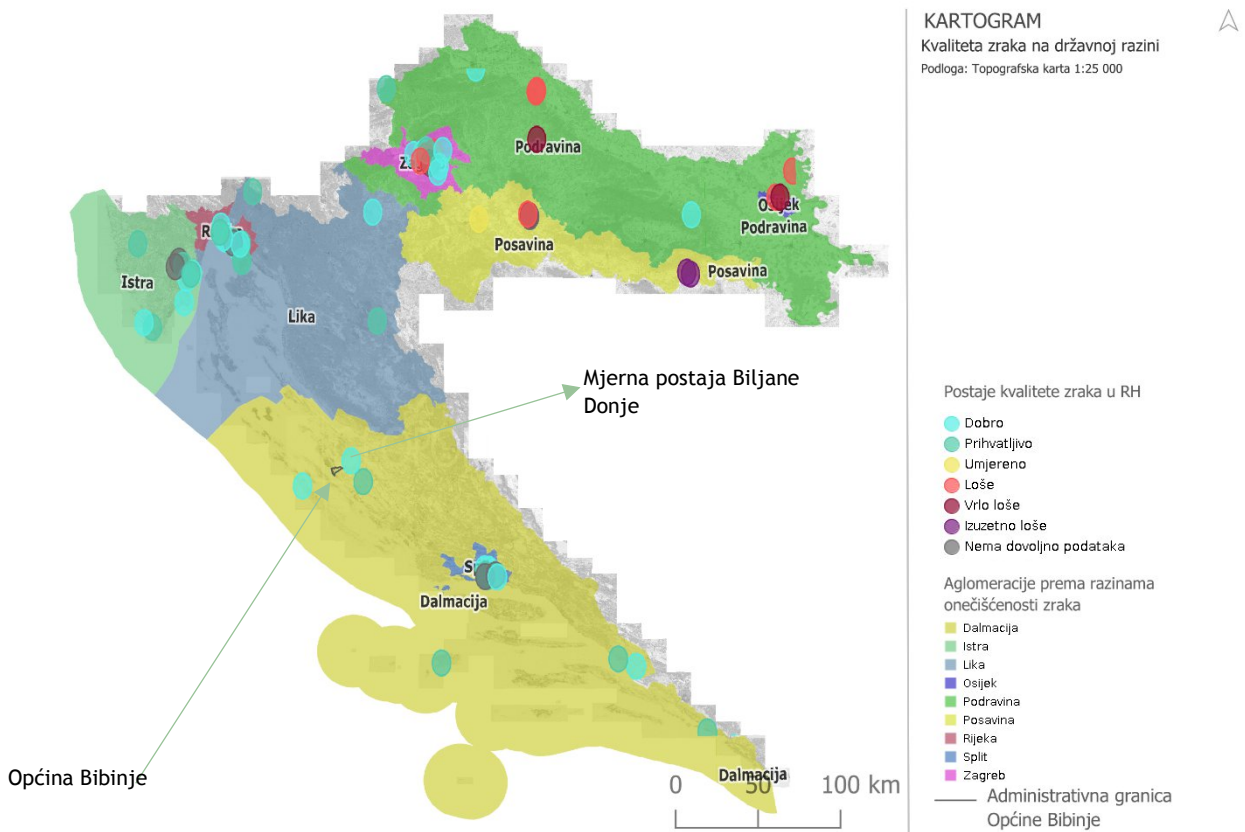 KARTOGRAM
Kvaliteta zraka na državnoj razini
Podloga: Topografska karta 1:25 000
Podravina
Osijek
Podravina
Posavina
Posavina
Istra
Lika
Mjerna postaja Biljane
Donje
Dalmacija
Općina Bibinje
Dalmacija
0 50 100 km
Postaje kvalitete zraka u RH
Dobro
Prihvatljivo
Umjereno
Loše
Vrlo loše
Izuzetno loše
Nema dovoljno podataka
Aglomeracije prema razinama
onečišćenosti zraka
Dalmacija
Istra
Lika
Osijek
Podravina
Posavina
Rijeka
Split
Zagreb
Administrativna granica
Općine Bibinje